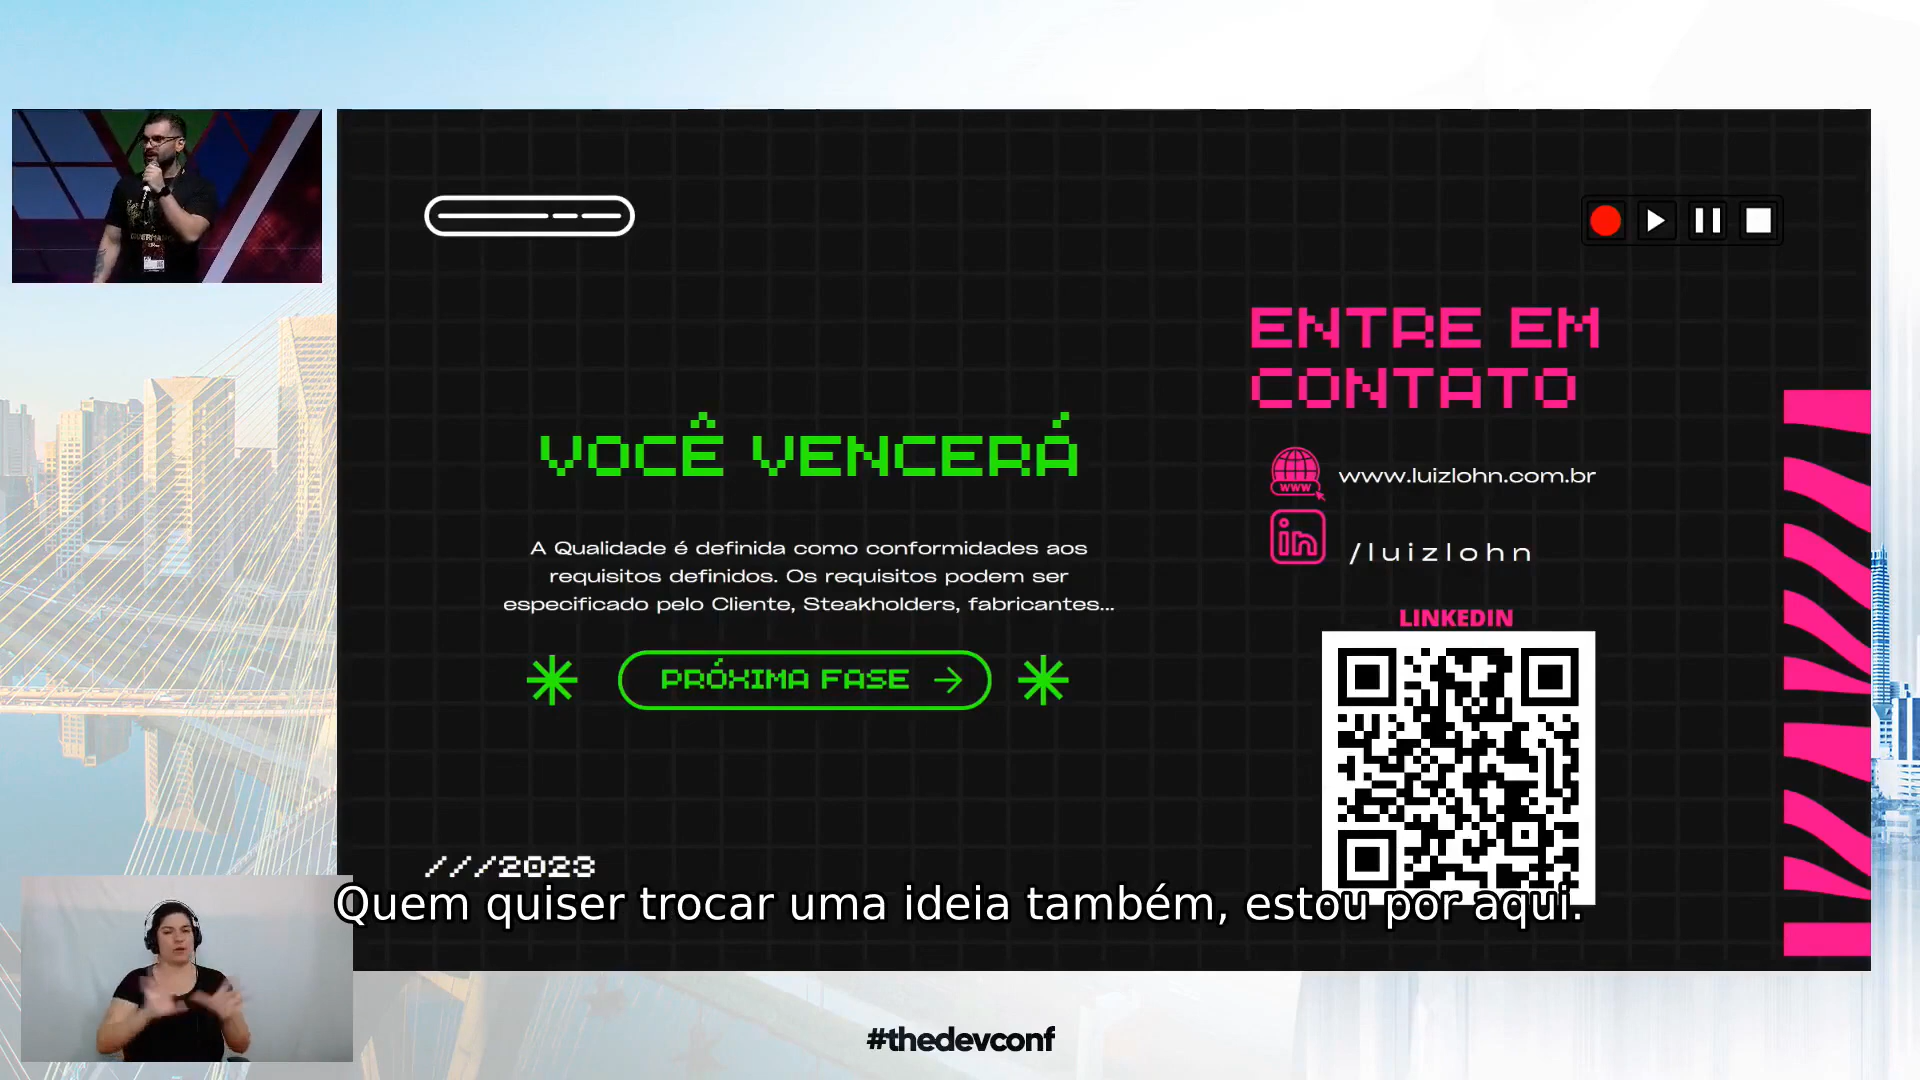 ENTRE EM
CONTATO
VOCÊ VENCERÁ
www.luizlohn.com.br
in
/luizlohn
A Qualidade é definida como conformidades aos
requisitos definidos. Os requisitos podem ser
especificado pelo Cliente, Steakholders, fabricantes...
LINKEDIN
PRÓXIMA FASE
///2023
Quem quiser trocar uma ideia também, estou por aqui.
#thedevconf
WWW